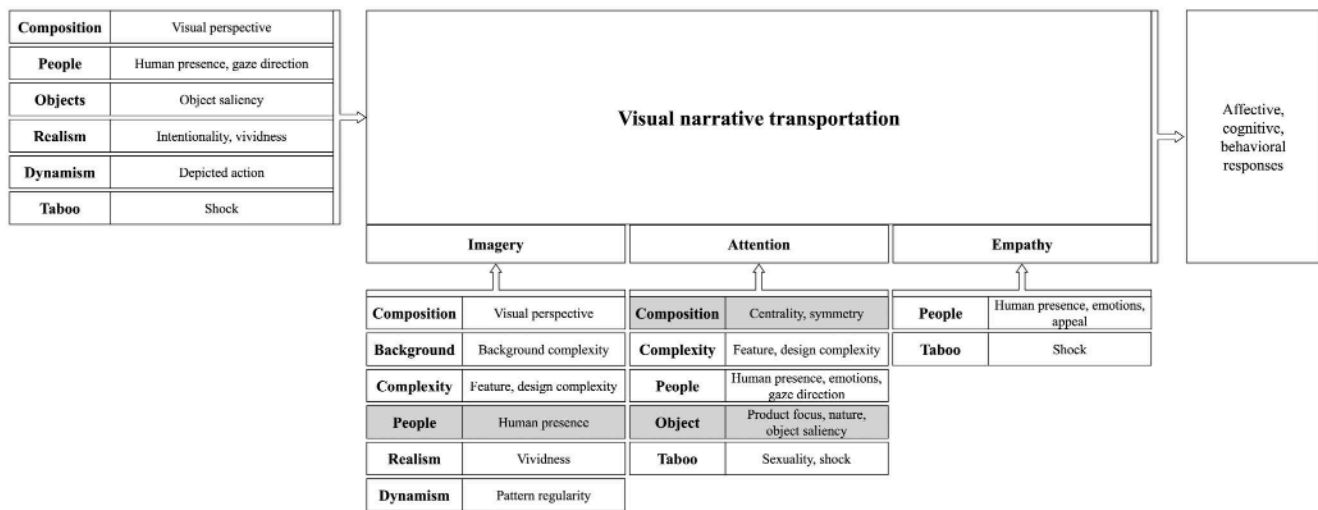 Composition Visual perspective
People Human presence, gaze direction
Objects Object saliency
Realism Intentionality, vividness
Dynamism Depicted action
Taboo Shock
Visual narrative transportation
Affective,
cognitive,
behavioral
responses
Imagery Attention Empathy
Composition Visual perspective
Background Background complexity
Complexity Feature, design complexity
People Human presence
Realism Vividness
Dynamism Pattern regularity
Composition Centrality, symmetry
Complexity Feature, design complexity
People Human presence, emotions,
gaze direction
Object Product focus, nature,
object saliency
Taboo Sexuality, shock
People Human presence, emotions,
appeal
Taboo Shock